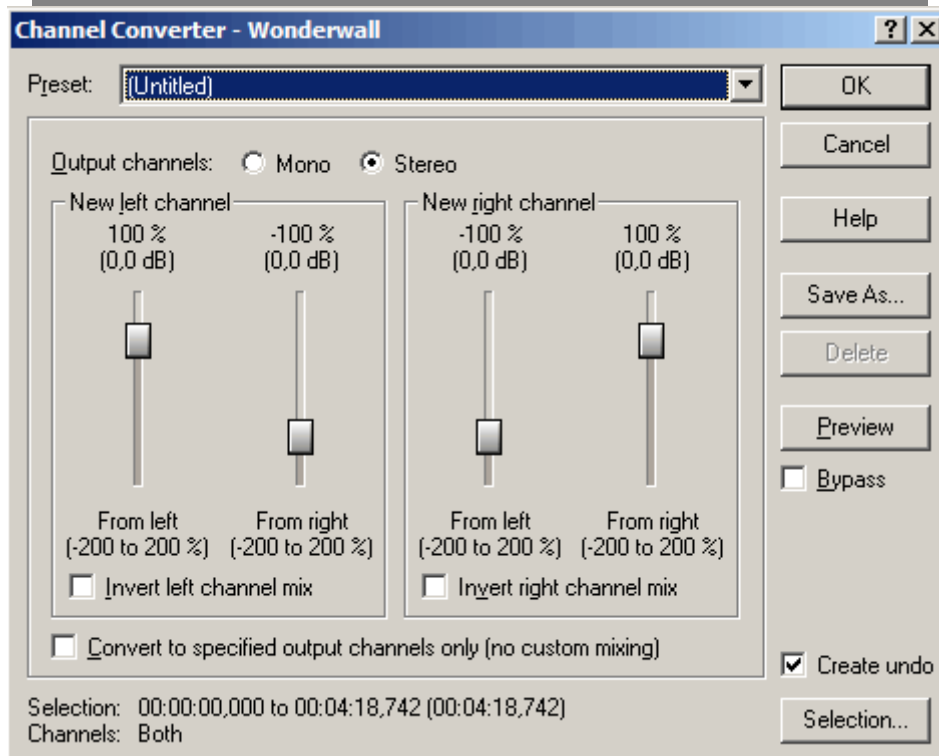 Channel Converter - Wonderwall
Preset: (Untitled)
OK
Cancel
Help
Save As...
Delete
Preview
Bypass
Output channels: Mono Stereo
New left channel
100 % -100 %
(0,0 dB) (0,0 dB)
From left From right
(-200 to 200 %) (-200 to 200 %)
Invert left channel mix
New right channel
-100 % 100 %
(0,0 dB) (0,0 dB)
From left From right
(-200 to 200 %) (-200 to 200 %)
Invert right channel mix
Convert to specified output channels only (no custom mixing)
Create undo
Selection: 00:00:00,000 to 00:04:18,742 (00:04:18,742)
Channels: Both
Selection...